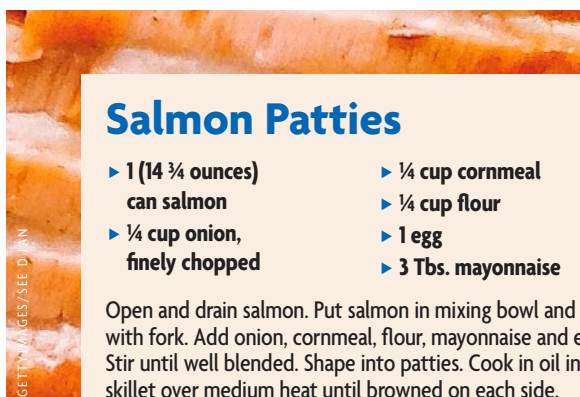 Salmon Patties
▸ 1 (14 ¾ ounces)
can salmon
▸ ¼ cup onion,
finely chopped
▸ ¼ cup cornmeal
▸ ¼ cup flour
▸ 1 egg
▸ 3 Tbs. mayonnaise
Open and drain salmon. Put salmon in mixing bowl and
with fork. Add onion, cornmeal, flour, mayonnaise and
Stir until well blended. Shape into patties. Cook in oil in
skillet over medium heat until browned on each side.
GETTY IMAGES/SEE D JAN